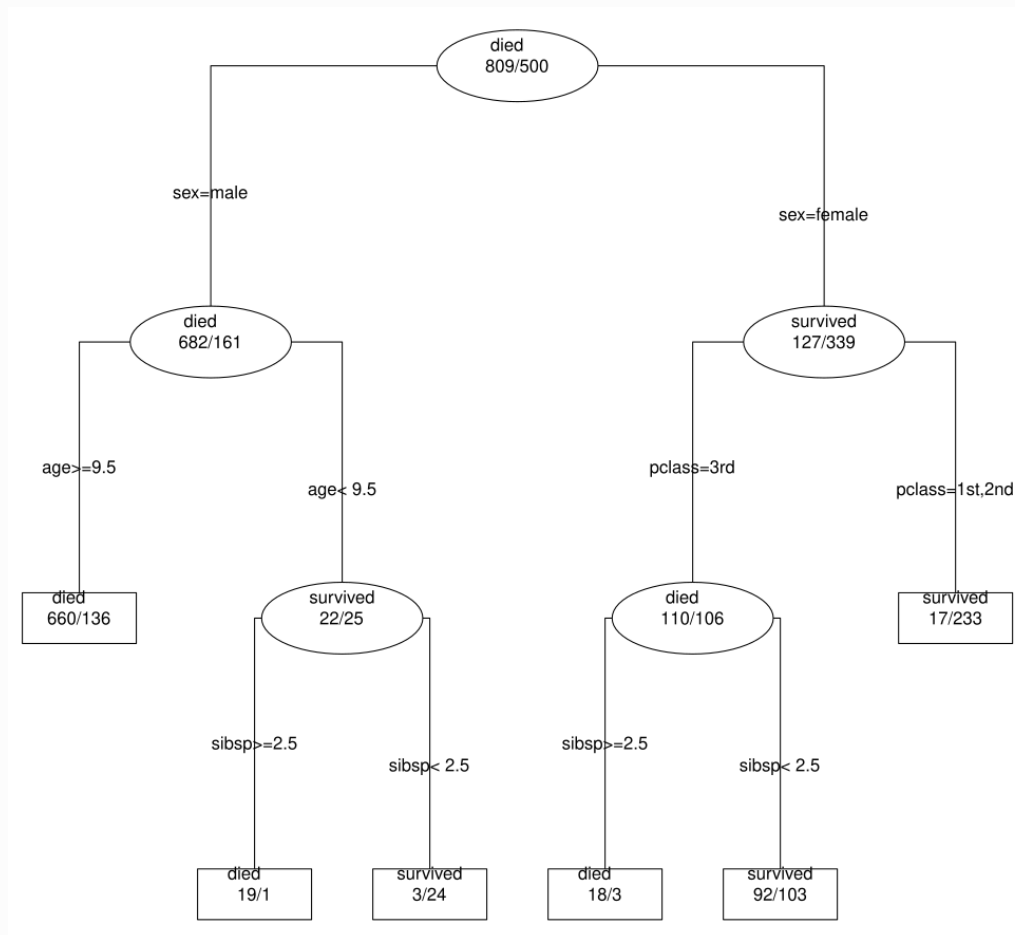 died
809/500
sex=male
sex=female
died
682/161
survived
127/339
age>=9.5
age< 9.5
pclass=3rd
pclass=1st,2nd
died
660/136
survived
22/25
died
110/106
survived
17/233
sibsp>=2.5
sibsp< 2.5
sibsp>=2.5
sibsp< 2.5
died
19/1
survived
3/24
died
18/3
survived
92/103